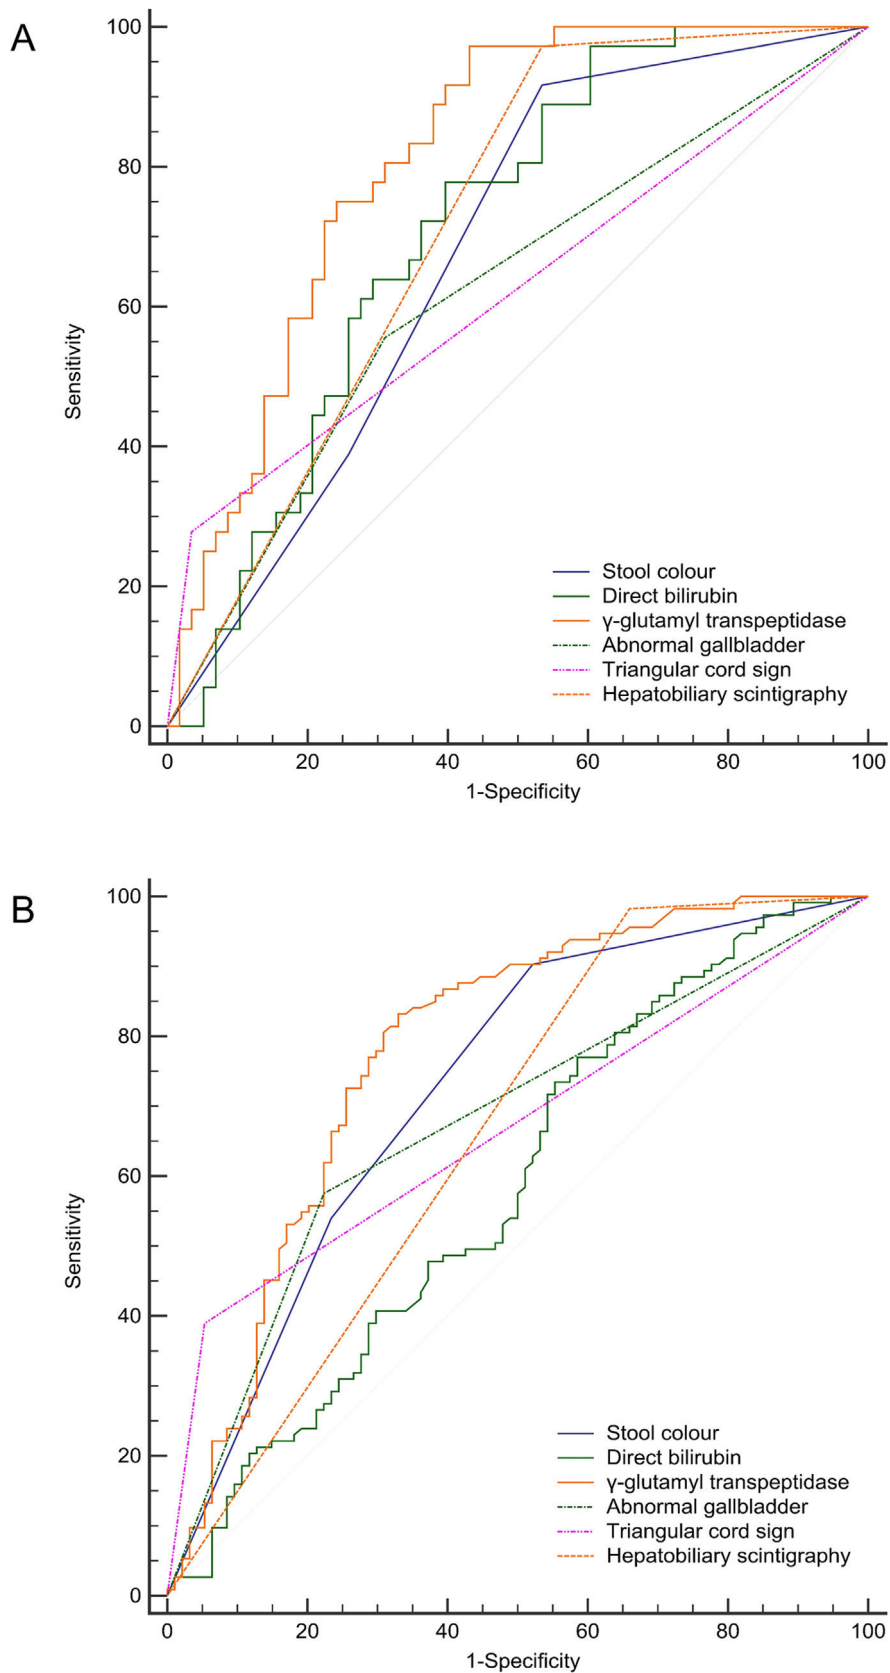 A
100
80
60
40
20
0
Sensitivity
Stool colour
Direct bilirubin
γ-glutamyl transpeptidase
Abnormal gallbladder
Triangular cord sign
Hepatobiliary scintigraphy
0 20 40 60 80 100
1-Specificity
B
100
80
60
40
20
0
Sensitivity
Stool colour
Direct bilirubin
γ-glutamyl transpeptidase
Abnormal gallbladder
Triangular cord sign
Hepatobiliary scintigraphy
0 20 40 60 80 100
1-Specificity